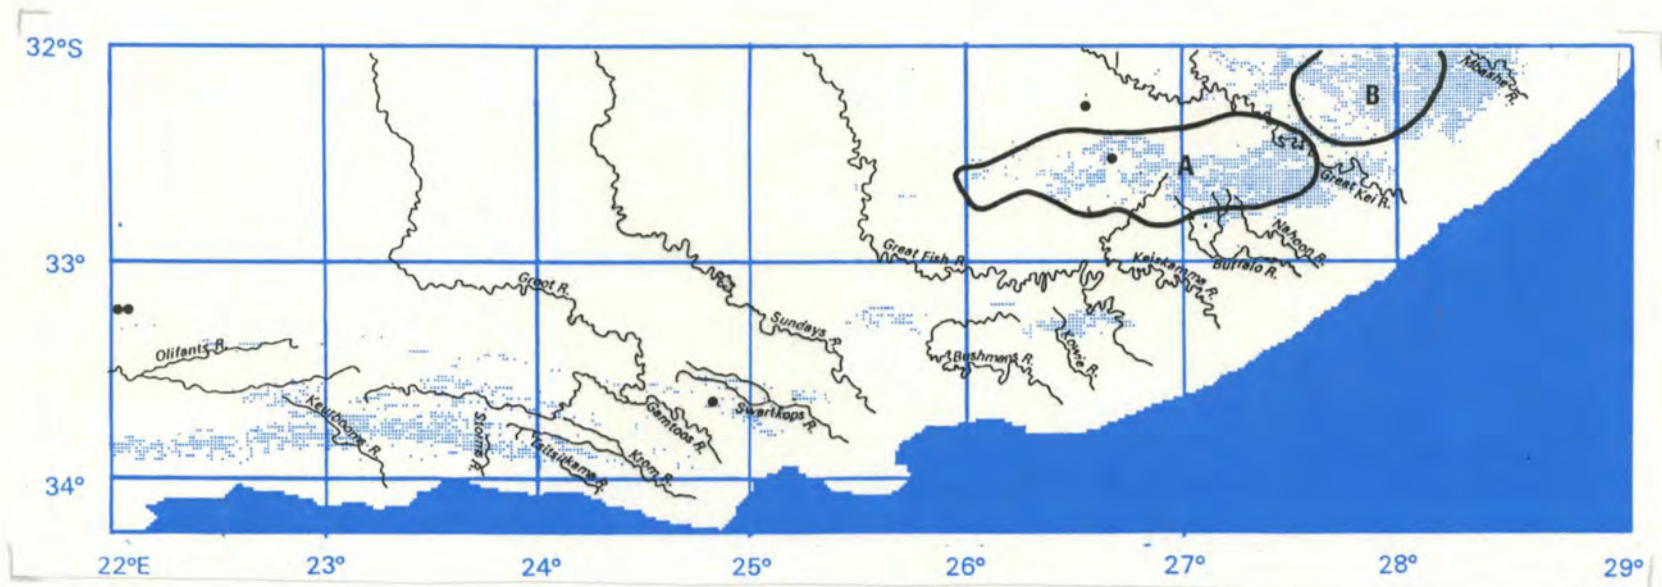 32°S
Mbashe R.
B
A
Great Kei R.
Nahoon R.
33°
Great Fish R.
Keiskamma R.
Buffalo R.
Groot R.
Sundays R.
Olifants R.
Bushmans R.
Kowie R.
Keurbooms R.
Storms R.
Gamtoos R.
Swartkops R.
Tsitsikama R.
Krom R.
34°
22°E 23° 24° 25° 26° 27° 28° 29°